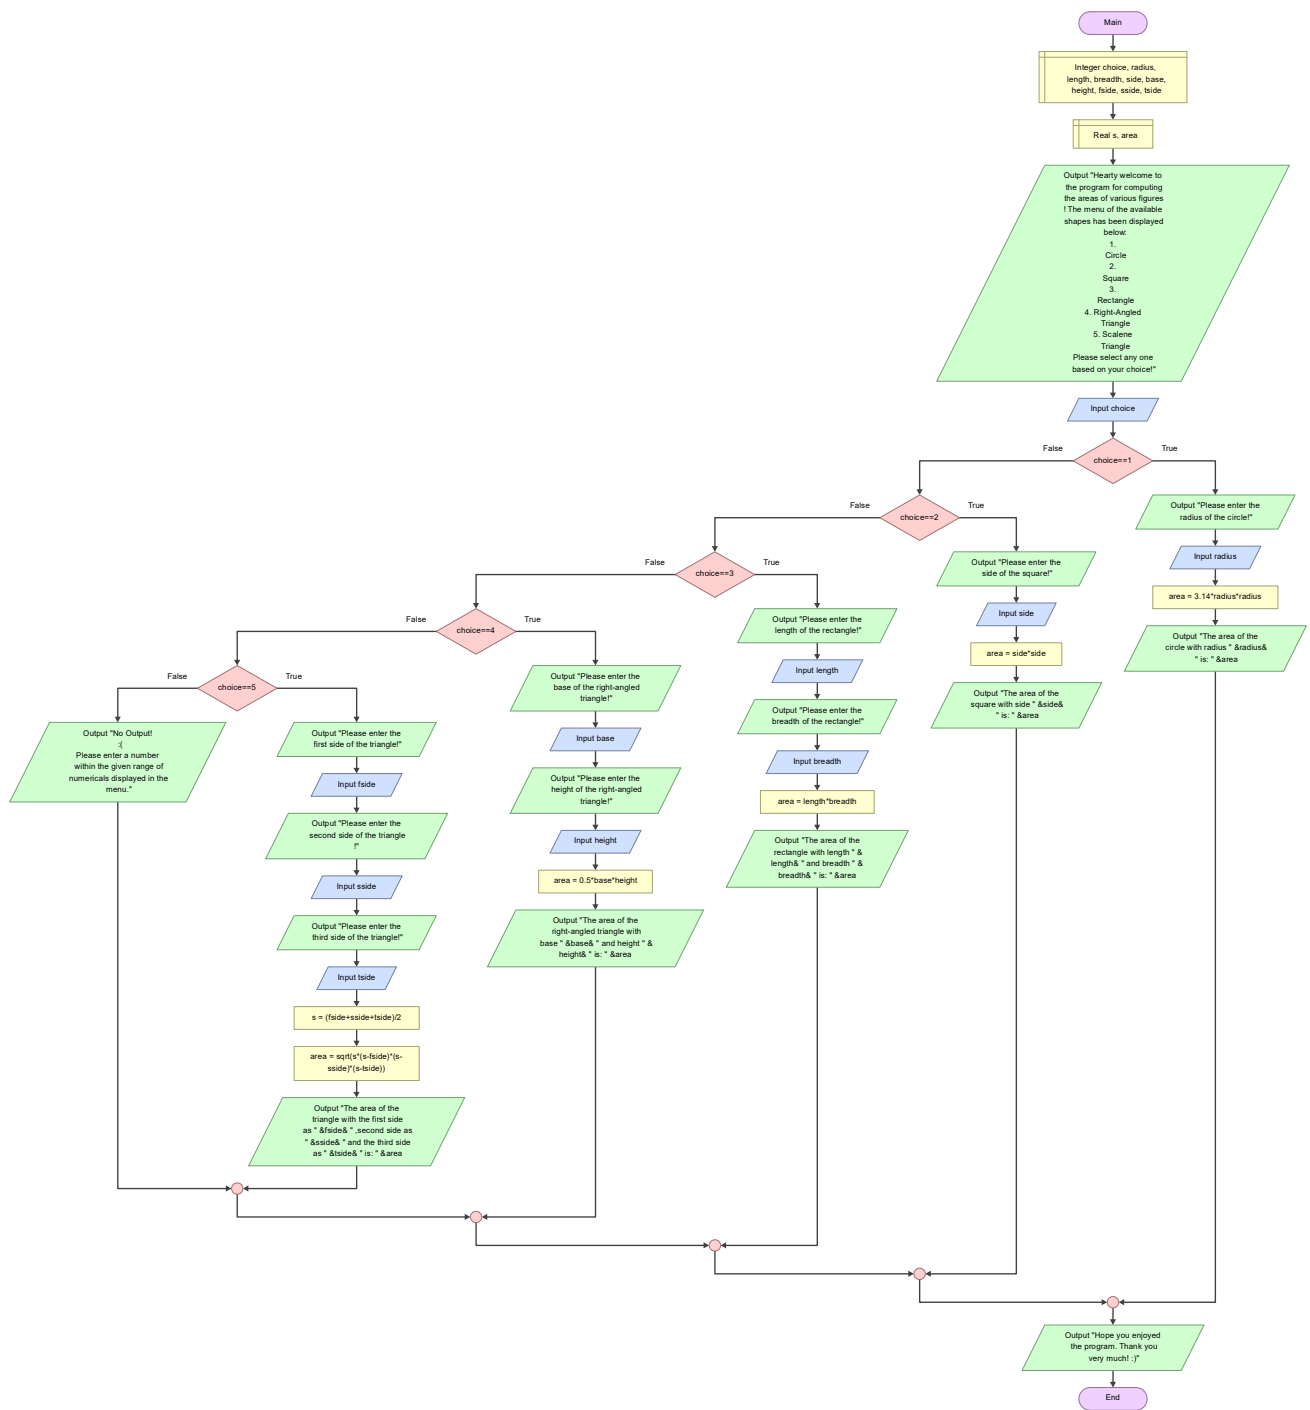 Main
Integer choice, radius,
length, breadth, side, base,
height, fside, sside, tside
Real s, area
Output "Hearty welcome to
the program for computing
the areas of various figures
! The menu of the available
shapes has been displayed
below:
1.
Circle
2.
Square
3.
Rectangle
4. Right-Angled
Triangle
5. Scalene
Triangle
Please select any one
based on your choice!"
Input choice
False
choice==1
True
Output "Please enter the
radius of the circle!"
Input radius
area = 3.14*radius*radius
Output "The area of the
circle with radius " &radius&
" is: " &area
False
choice==2
True
Output "Please enter the
side of the square!"
Input side
area = side*side
Output "The area of the
square with side " &side&
" is: " &area
False
choice==3
True
Output "Please enter the
length of the rectangle!"
Input length
Output "Please enter the
breadth of the rectangle!"
Input breadth
area = length*breadth
Output "The area of the
rectangle with length " &
length& " and breadth " &
breadth& " is: " &area
False
choice==4
True
Output "Please enter the
base of the right-angled
triangle!"
Input base
Output "Please enter the
height of the right-angled
triangle!"
Input height
area = 0.5*base*height
Output "The area of the
right-angled triangle with
base " &base& " and height " &
height& " is: " &area
False
choice==5
True
Output "Please enter the
first side of the triangle!"
Input fside
Output "Please enter the
second side of the triangle
!"
Input sside
Output "Please enter the
third side of the triangle!"
Input tside
s = (fside+sside+tside)/2
area = sqrt(s*(s-fside)*(s-
sside)*(s-tside))
Output "The area of the
triangle with the first side
as " &fside& " ,second side as
" &sside& " and the third side
as " &tside& " is: " &area
Output "No Output!
:(
Please enter a number
within the given range of
numericals displayed in the
menu."
Output "Hope you enjoyed
the program. Thank you
very much! :)"
End